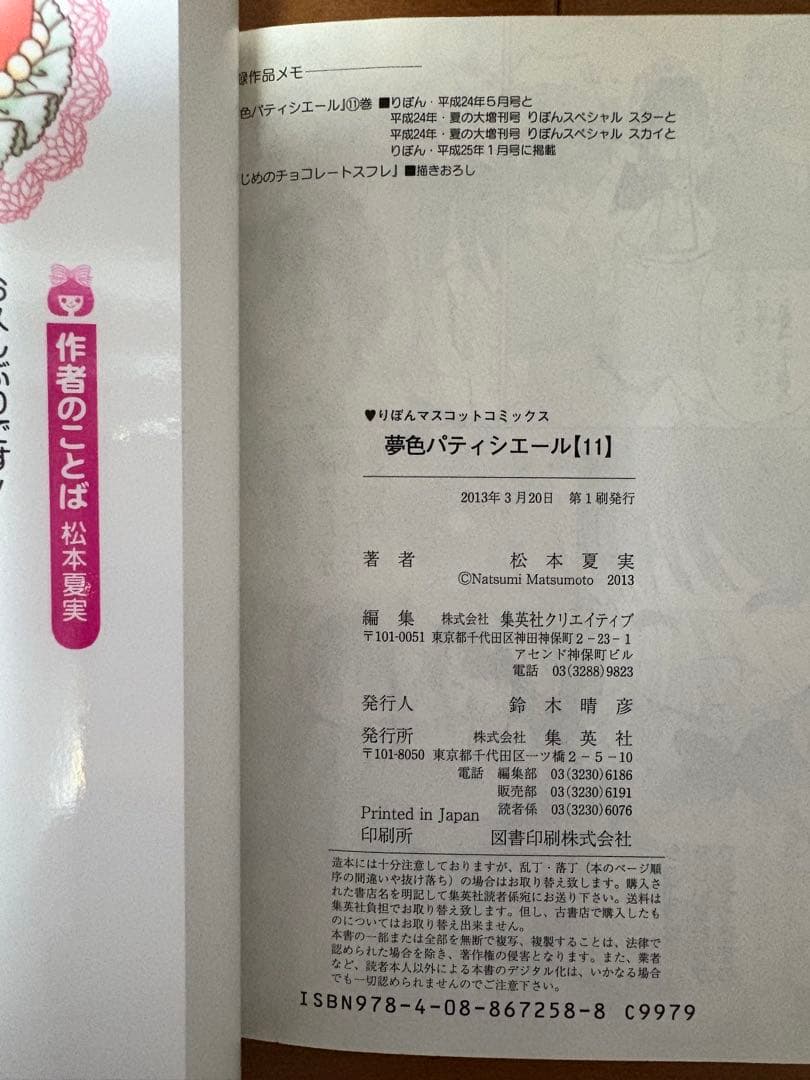 作者のことば 松本夏実
録作品メモ
色パティシエール』⑪巻 ■りぼん・平成24年5月号と
平成24年・夏の大増刊号 りぼんスペシャル スターと
平成24年・夏の大増刊号 りぼんスペシャル スカイと
りぼん・平成25年1月号に掲載
じめのチョコレートスフレ』 ■描きおろし
♥りぼんマスコットコミックス
夢色パティシエール【11】
2013年3月20日 第1刷発行
著者 松本夏実
©Natsumi Matsumoto 2013
編集 株式会社 集英社クリエイティブ
〒101-0051 東京都千代田区神田神保町2-23-1
アセンド神保町ビル
電話 03(3288)9823
発行人 鈴木晴彦
発行所 株式会社 集英社
〒101-8050 東京都千代田区一ツ橋2-5-10
電話 編集部 03(3230)6186
販売部 03(3230)6191
Printed in Japan 読者係 03(3230)6076
印刷所 図書印刷株式会社
造本には十分注意しておりますが、乱丁・落丁(本のページ順
序の間違いや抜け落ち)の場合はお取り替え致します。購入さ
れた書店名を明記して集英社読者係宛にお送り下さい。送料は
集英社負担でお取り替え致します。但し、古書店で購入したも
のについてはお取り替え出来ません。
本書の一部または全部を無断で複写、複製することは、法律で
認められた場合を除き、著作権の侵害となります。また、業者
など、読者本人以外による本書のデジタル化は、いかなる場合
でも一切認められませんのでご注意下さい。
ISBN978-4-08-867258-8 C9979